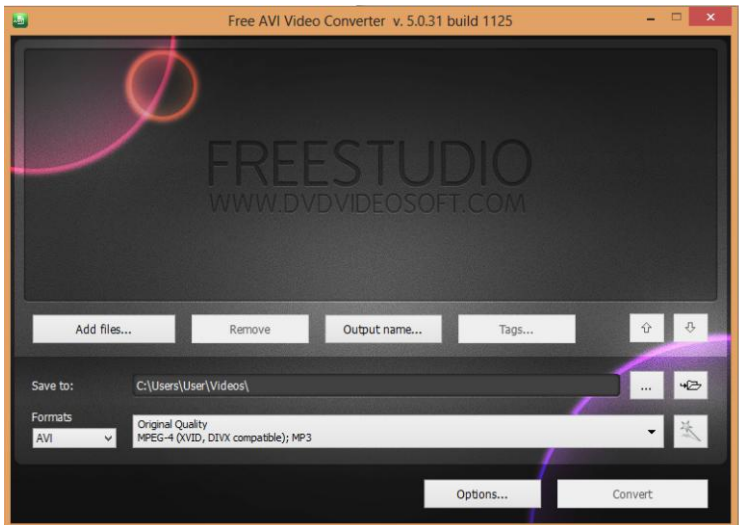 Free AVI Video Converter v. 5.0.31 build 1125
FREESTUDIO
WWW.DVDVIDEOSOFT.COM
Add files...
Remove
Output name...
Tags...
Save to:
C:\Users\User\Videos\
...
Formats
AVI
Original Quality
MPEG-4 (XVID, DIVX compatible); MP3
Options...
Convert